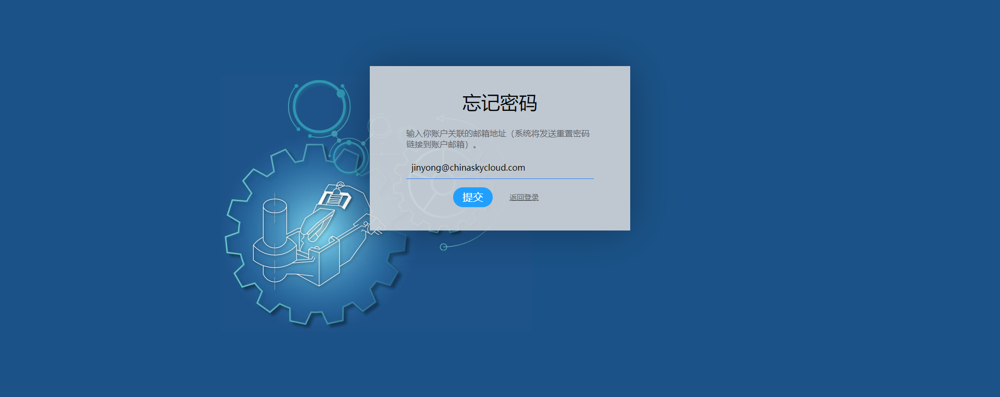 忘记密码
输入你账户关联的邮箱地址（系统将发送重置密码
链接到账户邮箱）。
jinyong@chinaskycloud.com
提交 返回登录